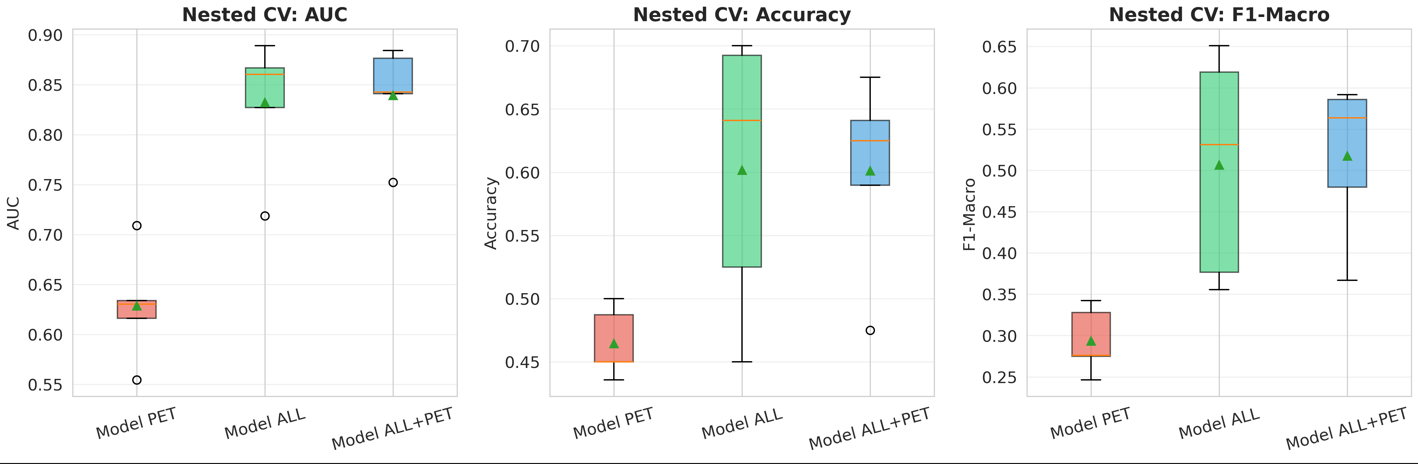 Nested CV: AUC
0.90
0.85
0.80
0.75
0.70
0.65
0.60
0.55
AUC
Model PET
Model ALL
Model ALL+PET
Nested CV: Accuracy
0.70
0.65
0.60
0.55
0.50
0.45
Accuracy
Model PET
Model ALL
Model ALL+PET
Nested CV: F1-Macro
0.65
0.60
0.55
0.50
0.45
0.40
0.35
0.30
0.25
F1-Macro
Model PET
Model ALL
Model ALL+PET